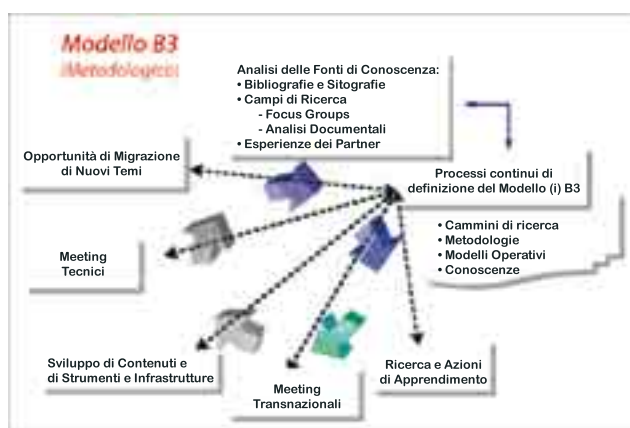 Modello B3
(Metodologico)
Analisi delle Fonti di Conoscenza:
• Bibliografie e Sitografie
• Campi di Ricerca
- Focus Groups
- Analisi Documentali
• Esperienze dei Partner
Opportunità di Migrazione
di Nuovi Temi
Processi continui di
definizione del Modello (i) B3
• Cammini di ricerca
• Metodologie
• Modelli Operativi
• Conoscenze
Meeting
Tecnici
Sviluppo di Contenuti e
di Strumenti e Infrastrutture
Meeting
Transnazionali
Ricerca e Azioni
di Apprendimento